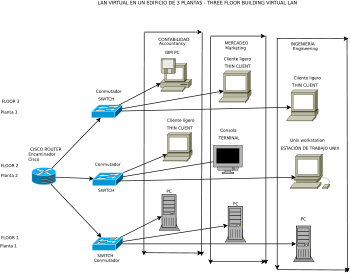 LAN VIRTUAL EN UN EDIFICIO DE 3 PLANTAS - THREE FLOOR BUILDING VIRTUAL LAN
CONTABILIDAD
Accountancy
IBM PC
MERCADEO
Marketing
INGENIERÍA
Engineering
Cliente ligero
THIN CLIENT
Cliente ligero
THIN CLIENT
Conmutador
SWITCH
FLOOR 3
Planta 3
Cliente ligero
THIN CLIENT
Consola
TERMINAL
Unix workstation
ESTACIÓN DE TRABAJO UNIX
CISCO ROUTER
Encaminador
Cisco
Conmutador
SWITCH
FLOOR 2
Planta 2
PC
PC
PC
FLOOR 1
Planta 1
SWITCH
Conmutador